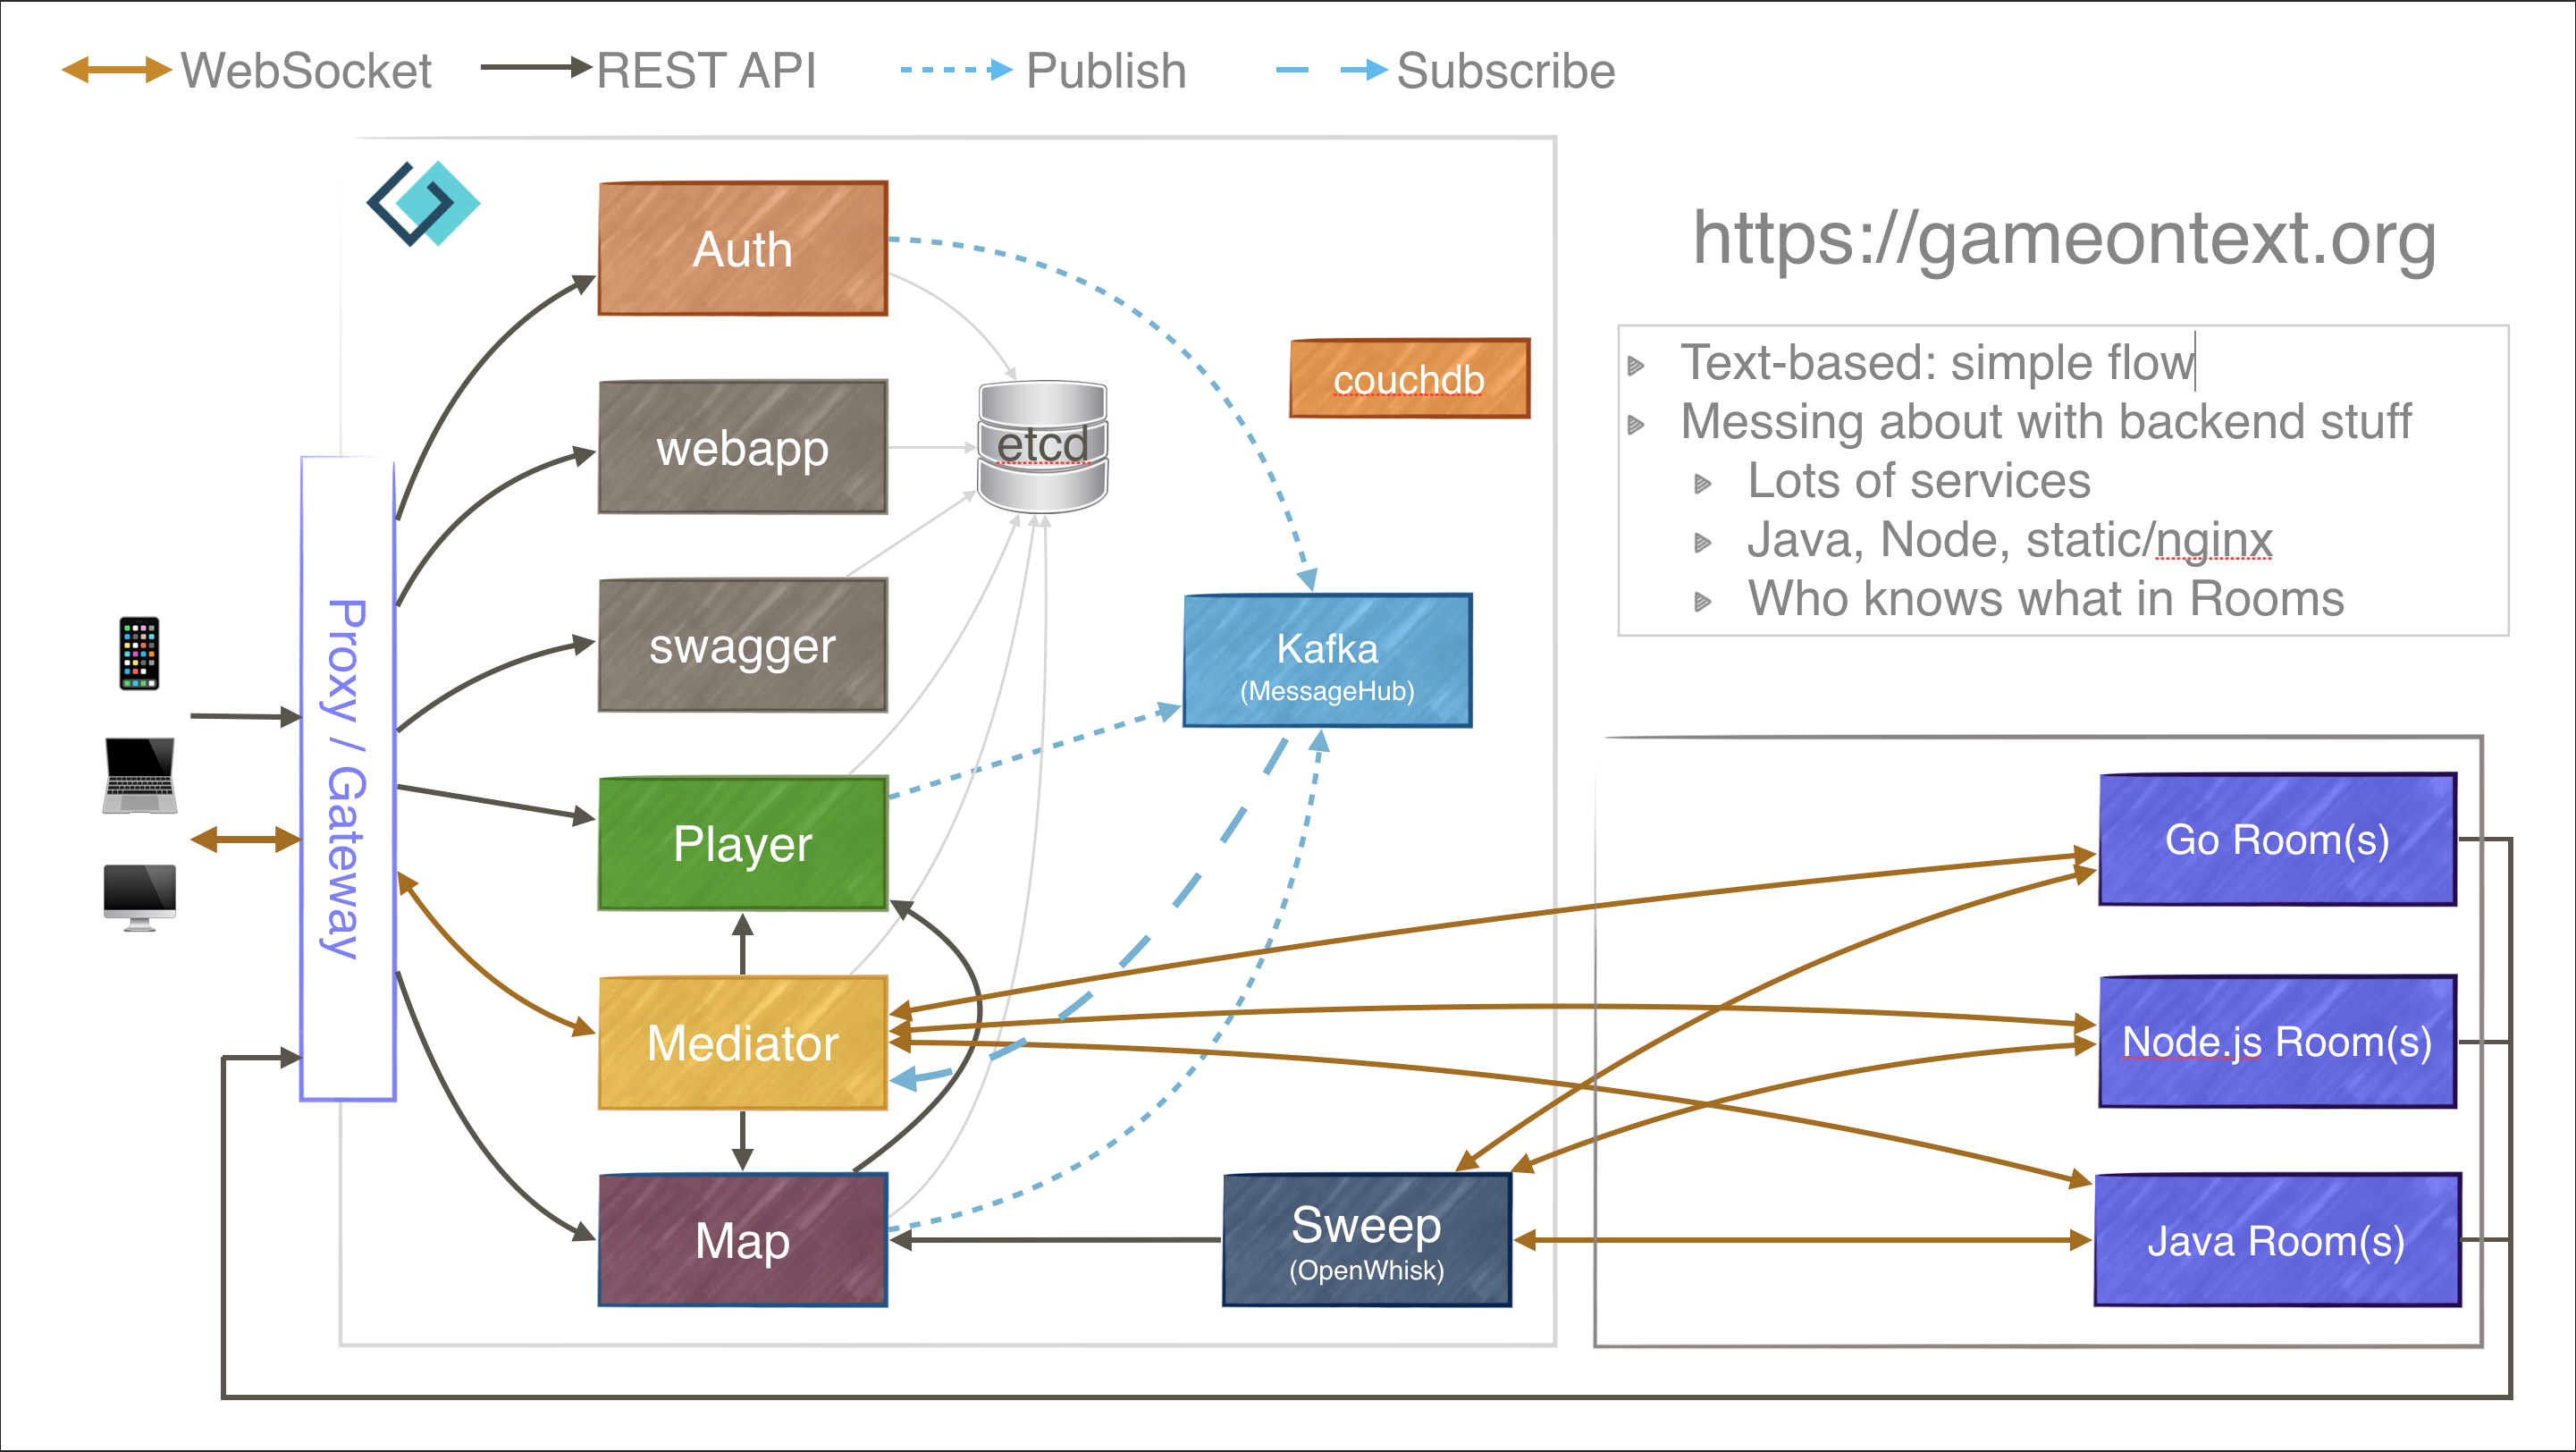 WebSocket
REST API
Publish
Subscribe
https://gameontext.org
Text-based: simple flow
Messing about with backend stuff
Lots of services
Java, Node, static/nginx
Who knows what in Rooms
Proxy / Gateway
Auth
webapp
swagger
Player
Mediator
Map
etcd
couchdb
Kafka
(MessageHub)
Sweep
(OpenWhisk)
Go Room(s)
Node.js Room(s)
Java Room(s)